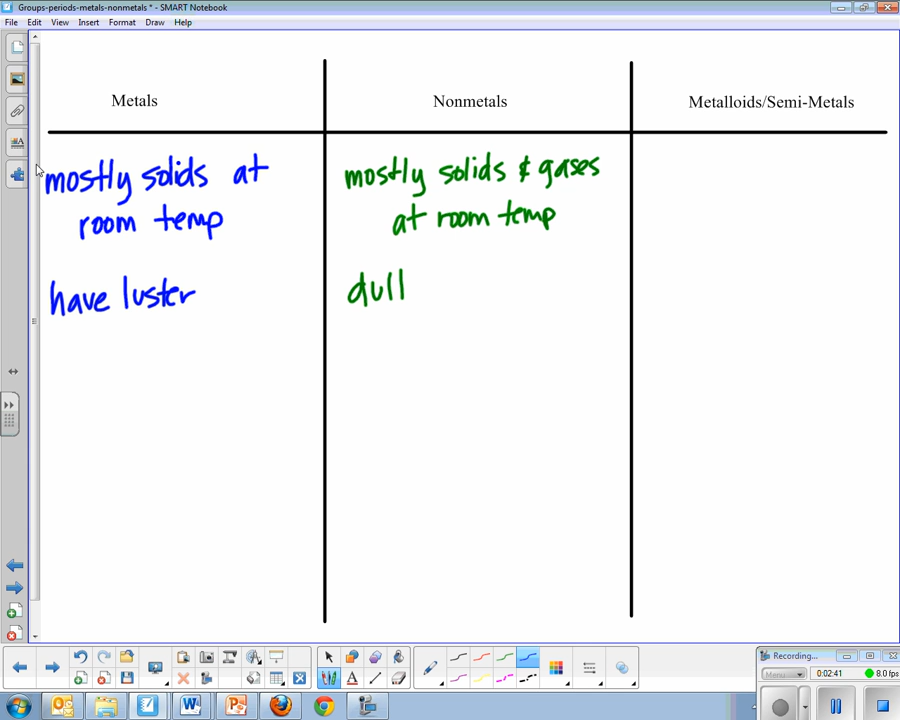 Groups-periods-metals-nonmetals * - SMART Notebook
File Edit View Insert Format Draw Help
Metals Nonmetals Metalloids/Semi-Metals
mostly solids at
room temp
have luster
mostly solids & gases
at room temp
dull
Recording...
Menu
0:02:41 8.0 fps